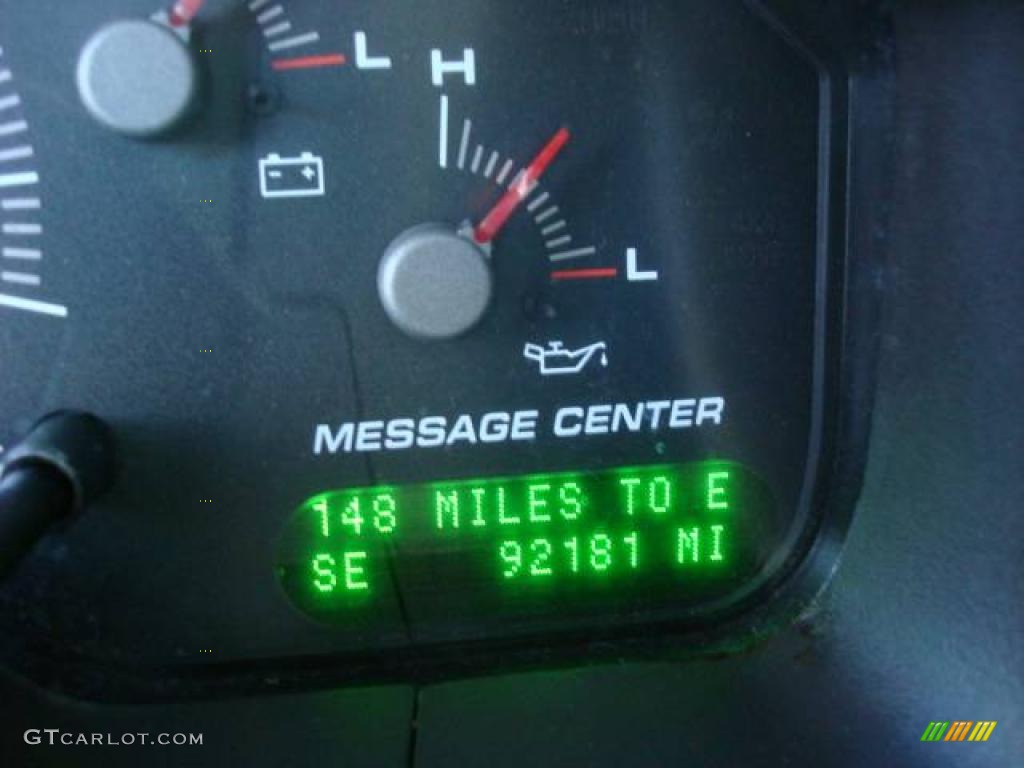 L
H
L
MESSAGE CENTER
148 MILES TO E
SE 92181 MI
GTCARLOT.COM